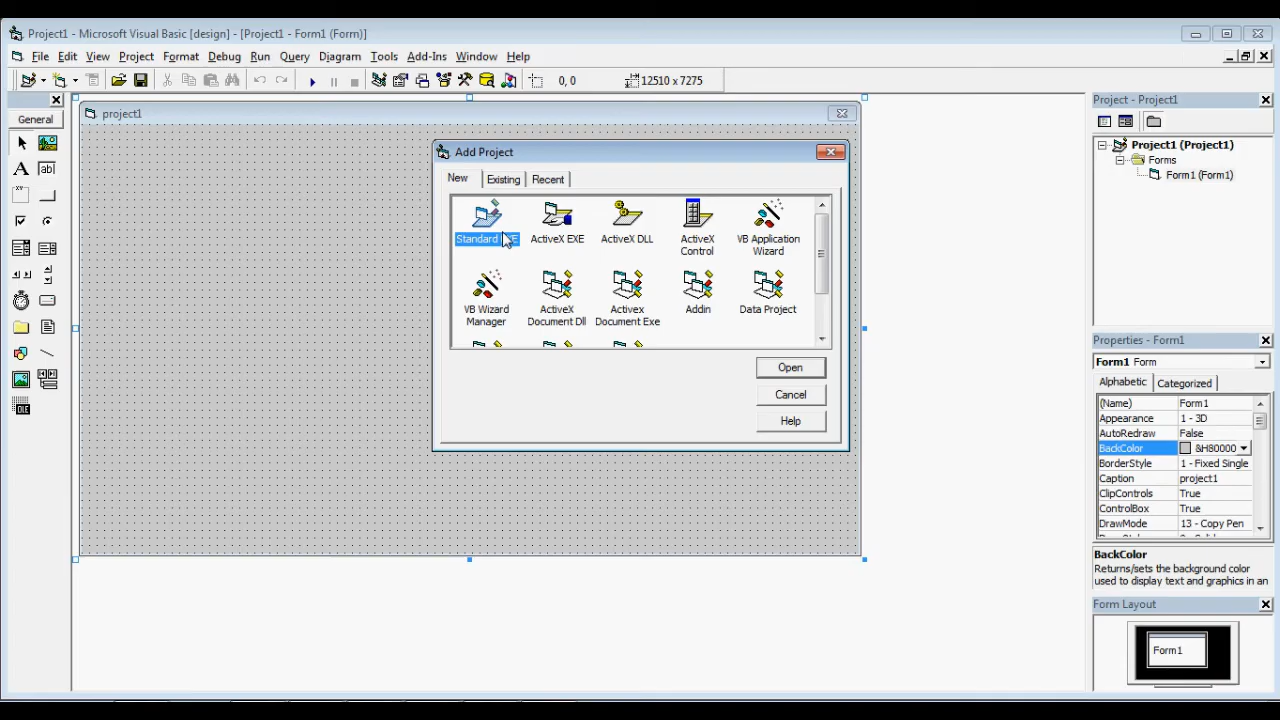 Project1 - Microsoft Visual Basic [design] - [Project1 - Form1 (Form)]
File Edit View Project Format Debug Run Query Diagram Tools Add-Ins Window Help
0, 0 12510 x 7275
General
project1
Add Project
New Existing Recent
Standard ActiveX EXE ActiveX DLL ActiveX Control VB Application Wizard
VB Wizard Manager ActiveX Document Dll Activex Document Exe Addin Data Project
Open
Cancel
Help
Project - Project1
Project1 (Project1)
Forms
Form1 (Form1)
Properties - Form1
Form1 Form
Alphabetic Categorized
(Name) Form1
Appearance 1 - 3D
AutoRedraw False
BackColor &H80000
BorderStyle 1 - Fixed Single
Caption project1
ClipControls True
ControlBox True
DrawMode 13 - Copy Pen
BackColor
Returns/sets the background color
used to display text and graphics in an
Form Layout
Form1